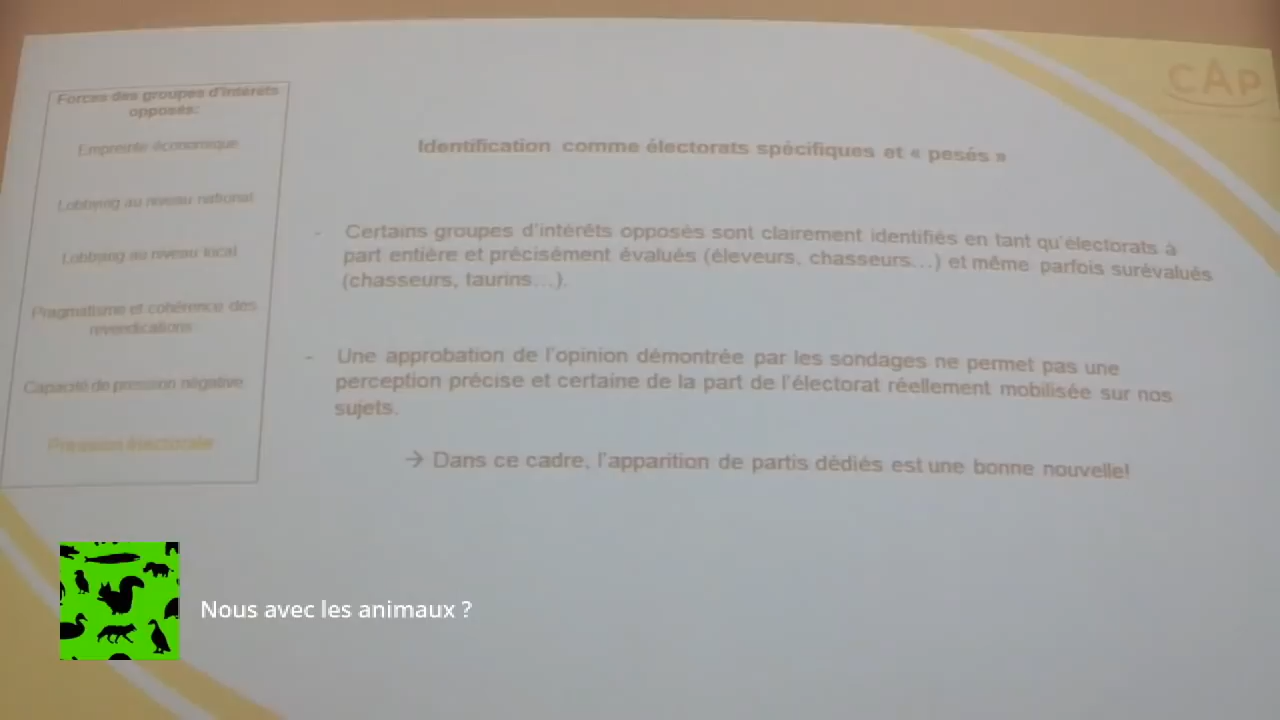 Forces des groupes d'intérêts
opposés:
Empreinte économique
Lobbying au niveau national
Lobbying au niveau local
Pragmatisme et cohérence des
revendications
Capacité de pression négative
Pression électorale
CAP
Identification comme électorats spécifiques et « pesés »
- Certains groupes d'intérêts opposés sont clairement identifiés en tant qu'électorats à
part entière et précisément évalués (éleveurs, chasseurs…) et même parfois surévalués
(chasseurs, taurins…).
- Une approbation de l'opinion démontrée par les sondages ne permet pas une
perception précise et certaine de la part de l'électorat réellement mobilisée sur nos
sujets.
→ Dans ce cadre, l'apparition de partis dédiés est une bonne nouvelle!
Nous avec les animaux ?